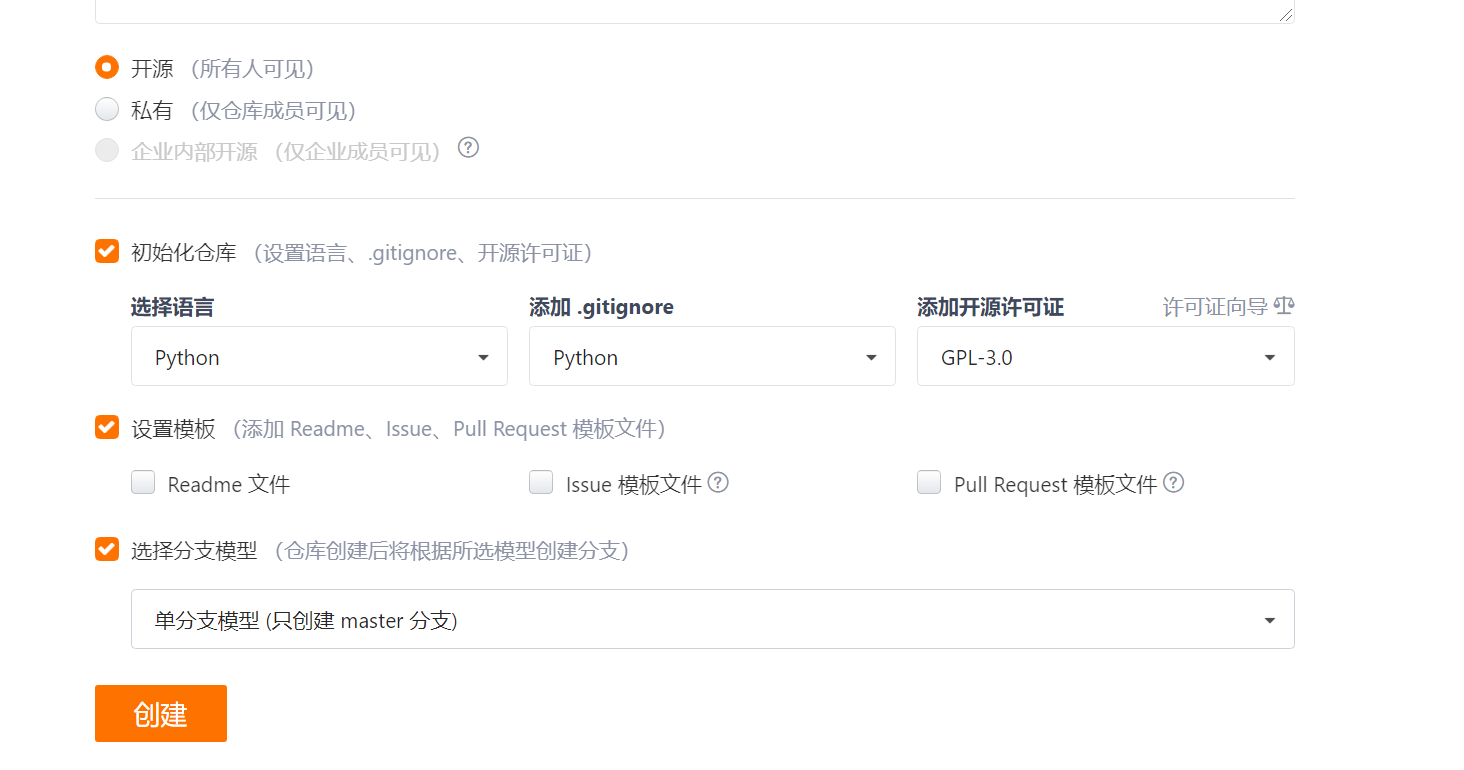 开源 （所有人可见）
私有 （仅仓库成员可见）
企业内部开源 （仅企业成员可见） ?
初始化仓库 （设置语言、.gitignore、开源许可证）
选择语言 添加 .gitignore 添加开源许可证 许可证向导
Python Python GPL-3.0
设置模板 （添加 Readme、Issue、Pull Request 模板文件）
Readme 文件 Issue 模板文件 ? Pull Request 模板文件 ?
选择分支模型 （仓库创建后将根据所选模型创建分支）
单分支模型 (只创建 master 分支)
创建